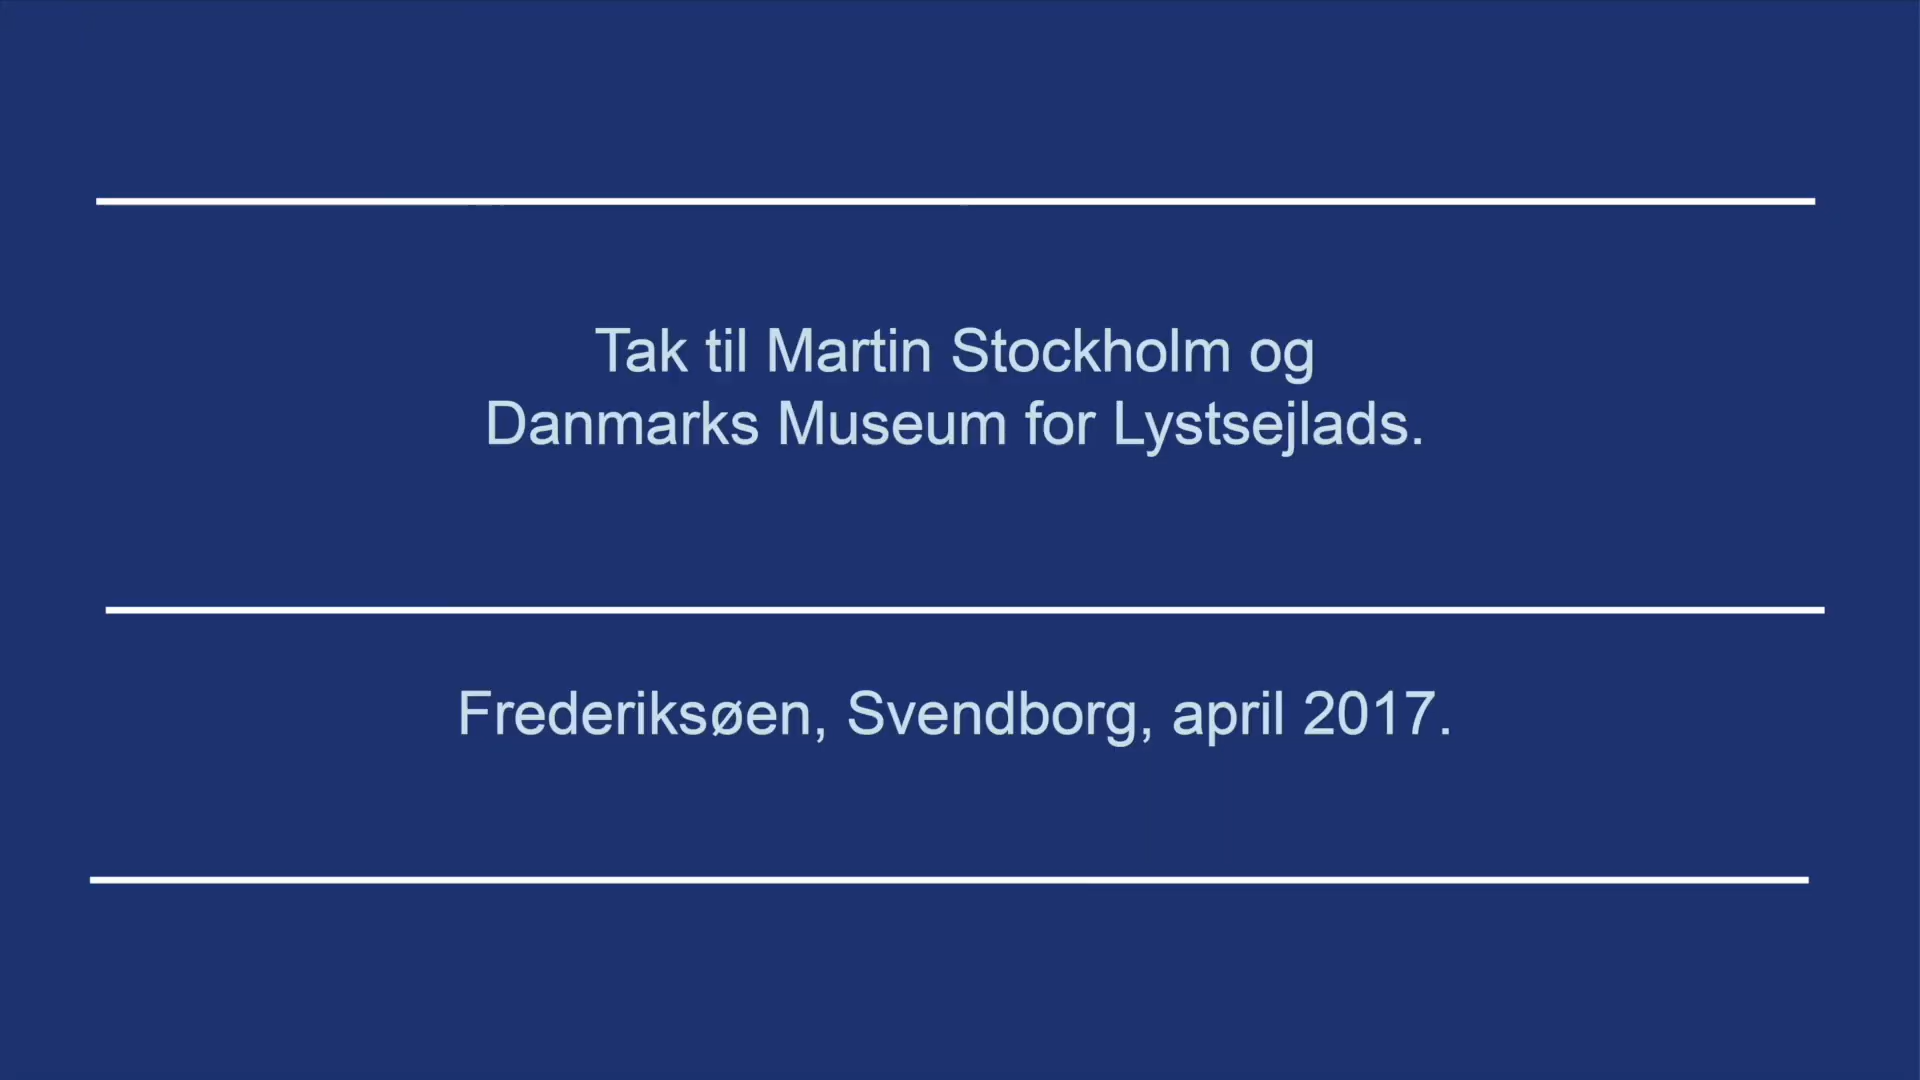 Tak til Martin Stockholm og
Danmarks Museum for Lystsejlads.
Frederiksøen, Svendborg, april 2017.